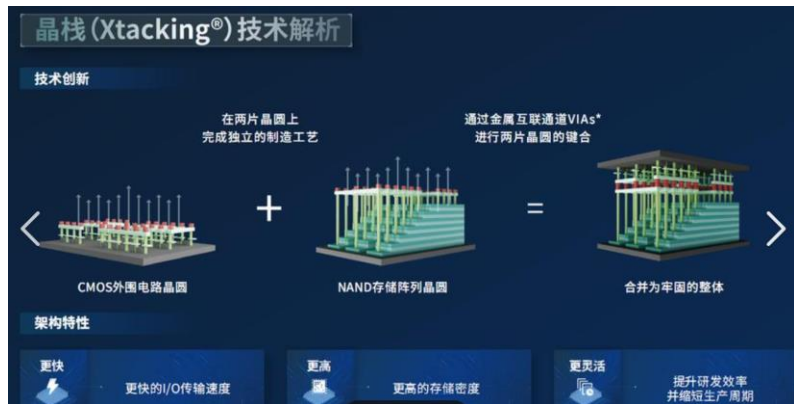 晶栈(Xtacking®)技术解析
技术创新
在两片晶圆上
完成独立的制造工艺
通过金属互联通道VIAs*
进行两片晶圆的键合
+
=
CMOS外围电路晶圆
NAND存储阵列晶圆
合并为牢固的整体
架构特性
更快
更快的I/O传输速度
更高
更高的存储密度
更灵活
提升研发效率
并缩短生产周期